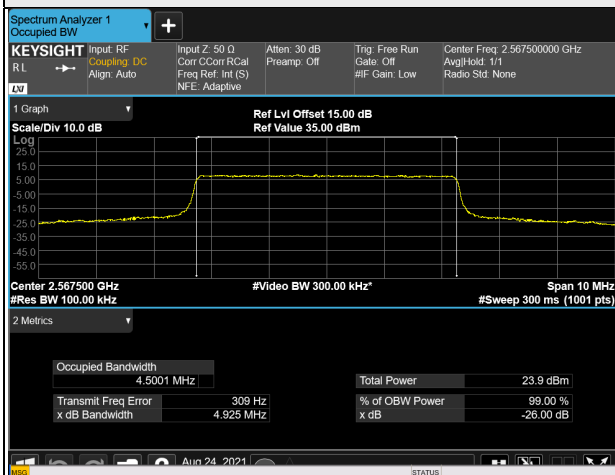 Spectrum Analyzer 1
Occupied BW
+
KEYSIGHT
RL
LXI
Input: RF
Coupling: DC
Align: Auto
Input Z: 50 Ω
Corr CCorr RCal
Freq Ref: Int (S)
NFE: Adaptive
Atten: 30 dB
Preamp: Off
Trig: Free Run
Gate: Off
#IF Gain: Low
Center Freq: 2.567500000 GHz
Avg|Hold: 1/1
Radio Std: None
1 Graph
Scale/Div 10.0 dB
Ref Lvl Offset 15.00 dB
Ref Value 35.00 dBm
Log
25.0
15.0
5.00
-5.00
-15.0
-25.0
-35.0
-45.0
-55.0
Center 2.567500 GHz
#Video BW 300.00 kHz*
Span 10 MHz
#Res BW 100.00 kHz
#Sweep 300 ms (1001 pts)
2 Metrics
Occupied Bandwidth
4.5001 MHz
Total Power 23.9 dBm
Transmit Freq Error 309 Hz
% of OBW Power 99.00 %
x dB Bandwidth 4.925 MHz
x dB -26.00 dB
Aug 24, 2021
MSG
STATUS